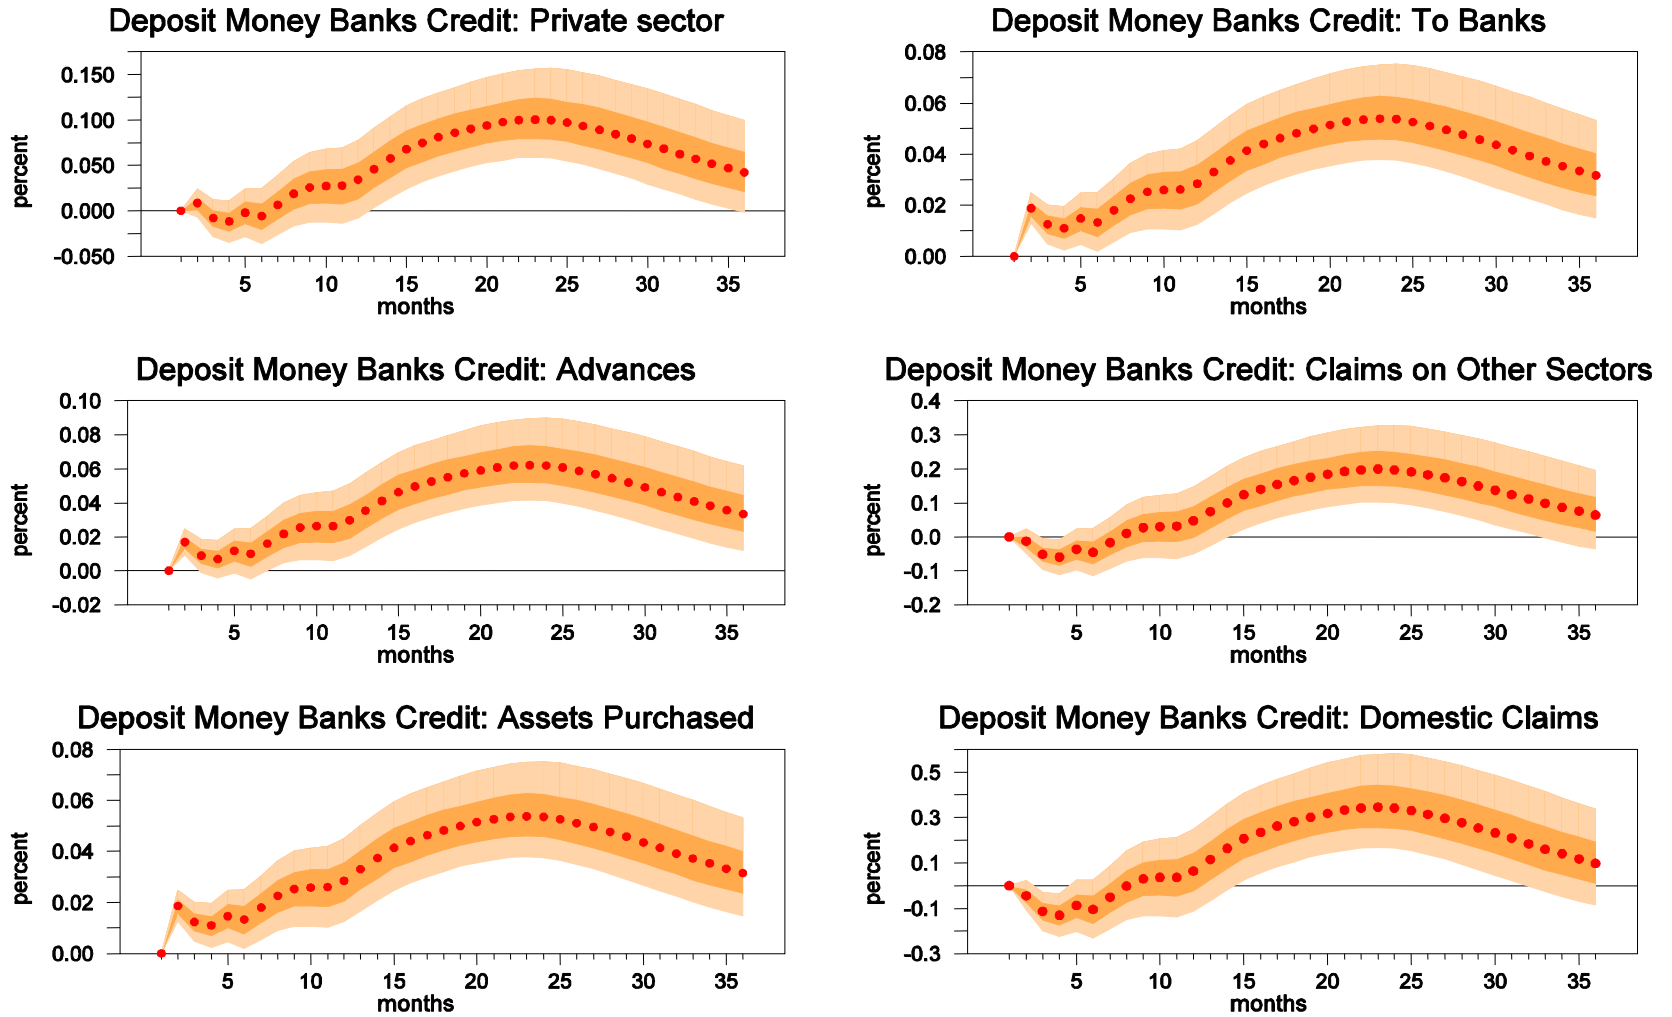 Deposit Money Banks Credit: Private sector
0.150
0.100
0.050
0.000
-0.050
percent
5 10 15 20 25 30 35
months
Deposit Money Banks Credit: To Banks
0.08
0.06
0.04
0.02
0.00
percent
5 10 15 20 25 30 35
months
Deposit Money Banks Credit: Advances
0.10
0.08
0.06
0.04
0.02
0.00
-0.02
percent
5 10 15 20 25 30 35
months
Deposit Money Banks Credit: Claims on Other Sectors
0.4
0.3
0.2
0.1
0.0
-0.1
-0.2
percent
5 10 15 20 25 30 35
months
Deposit Money Banks Credit: Assets Purchased
0.08
0.06
0.04
0.02
0.00
percent
5 10 15 20 25 30 35
months
Deposit Money Banks Credit: Domestic Claims
0.5
0.3
0.1
-0.1
-0.3
percent
5 10 15 20 25 30 35
months